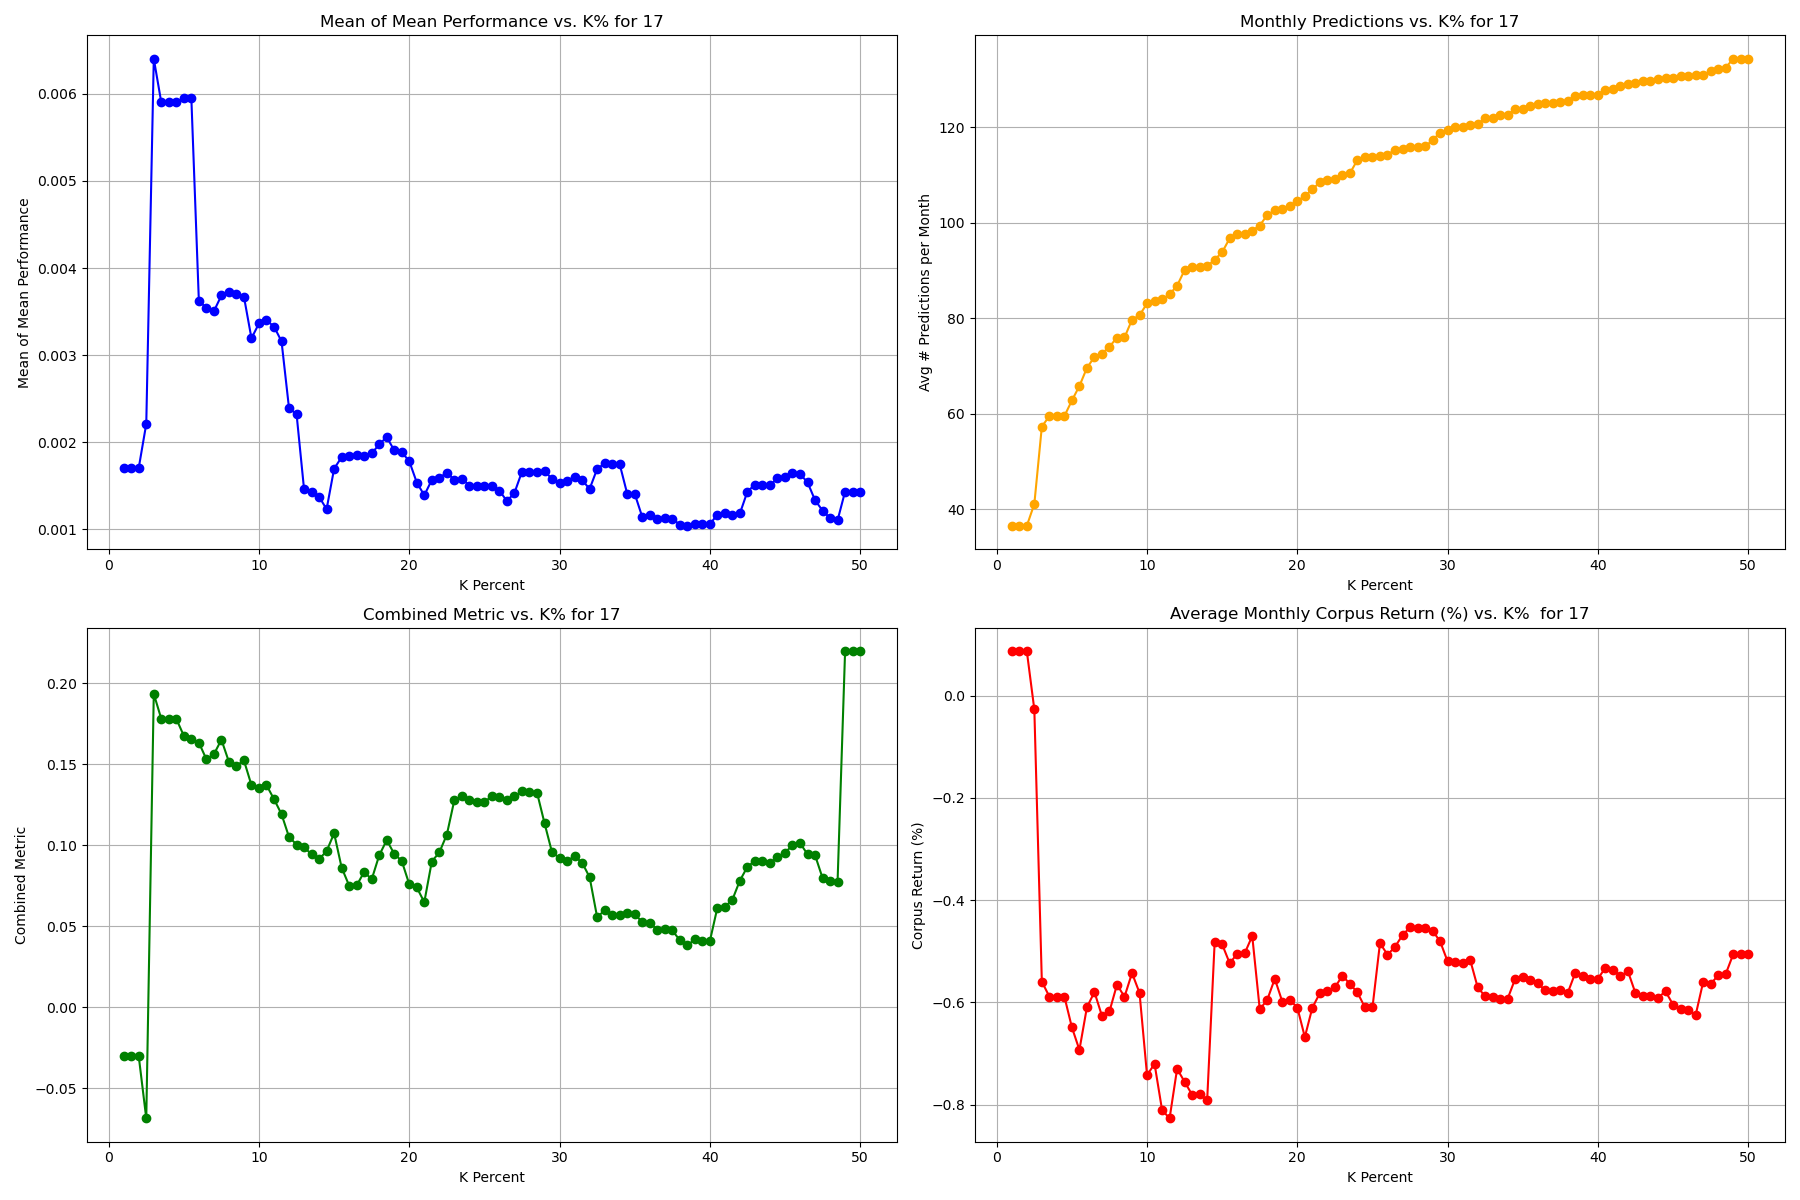 Mean of Mean Performance vs. K% for 17
Mean of Mean Performance
0.006
0.005
0.004
0.003
0.002
0.001
0 10 20 30 40 50
K Percent
Monthly Predictions vs. K% for 17
Avg # Predictions per Month
120
100
80
60
40
0 10 20 30 40 50
K Percent
Combined Metric vs. K% for 17
Combined Metric
0.20
0.15
0.10
0.05
0.00
−0.05
0 10 20 30 40 50
K Percent
Average Monthly Corpus Return (%) vs. K%  for 17
Corpus Return (%)
0.0
−0.2
−0.4
−0.6
−0.8
0 10 20 30 40 50
K Percent